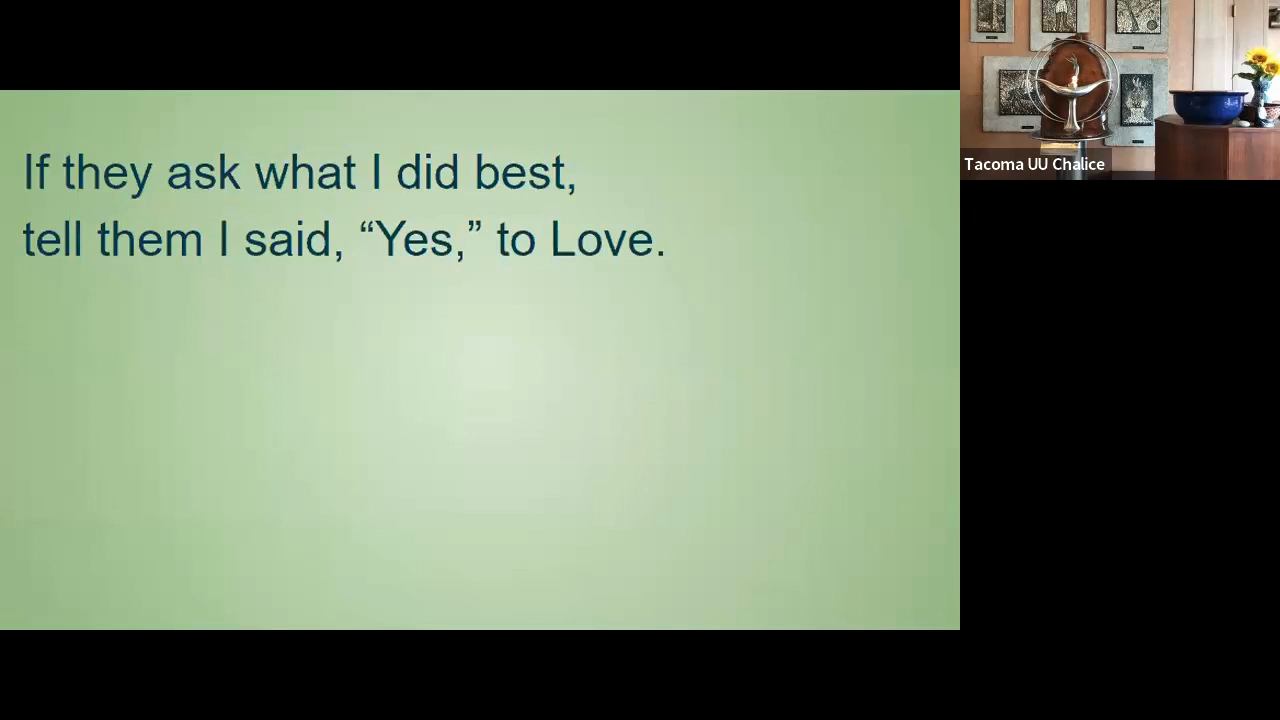 If they ask what I did best,
tell them I said, “Yes,” to Love.
Tacoma UU Chalice